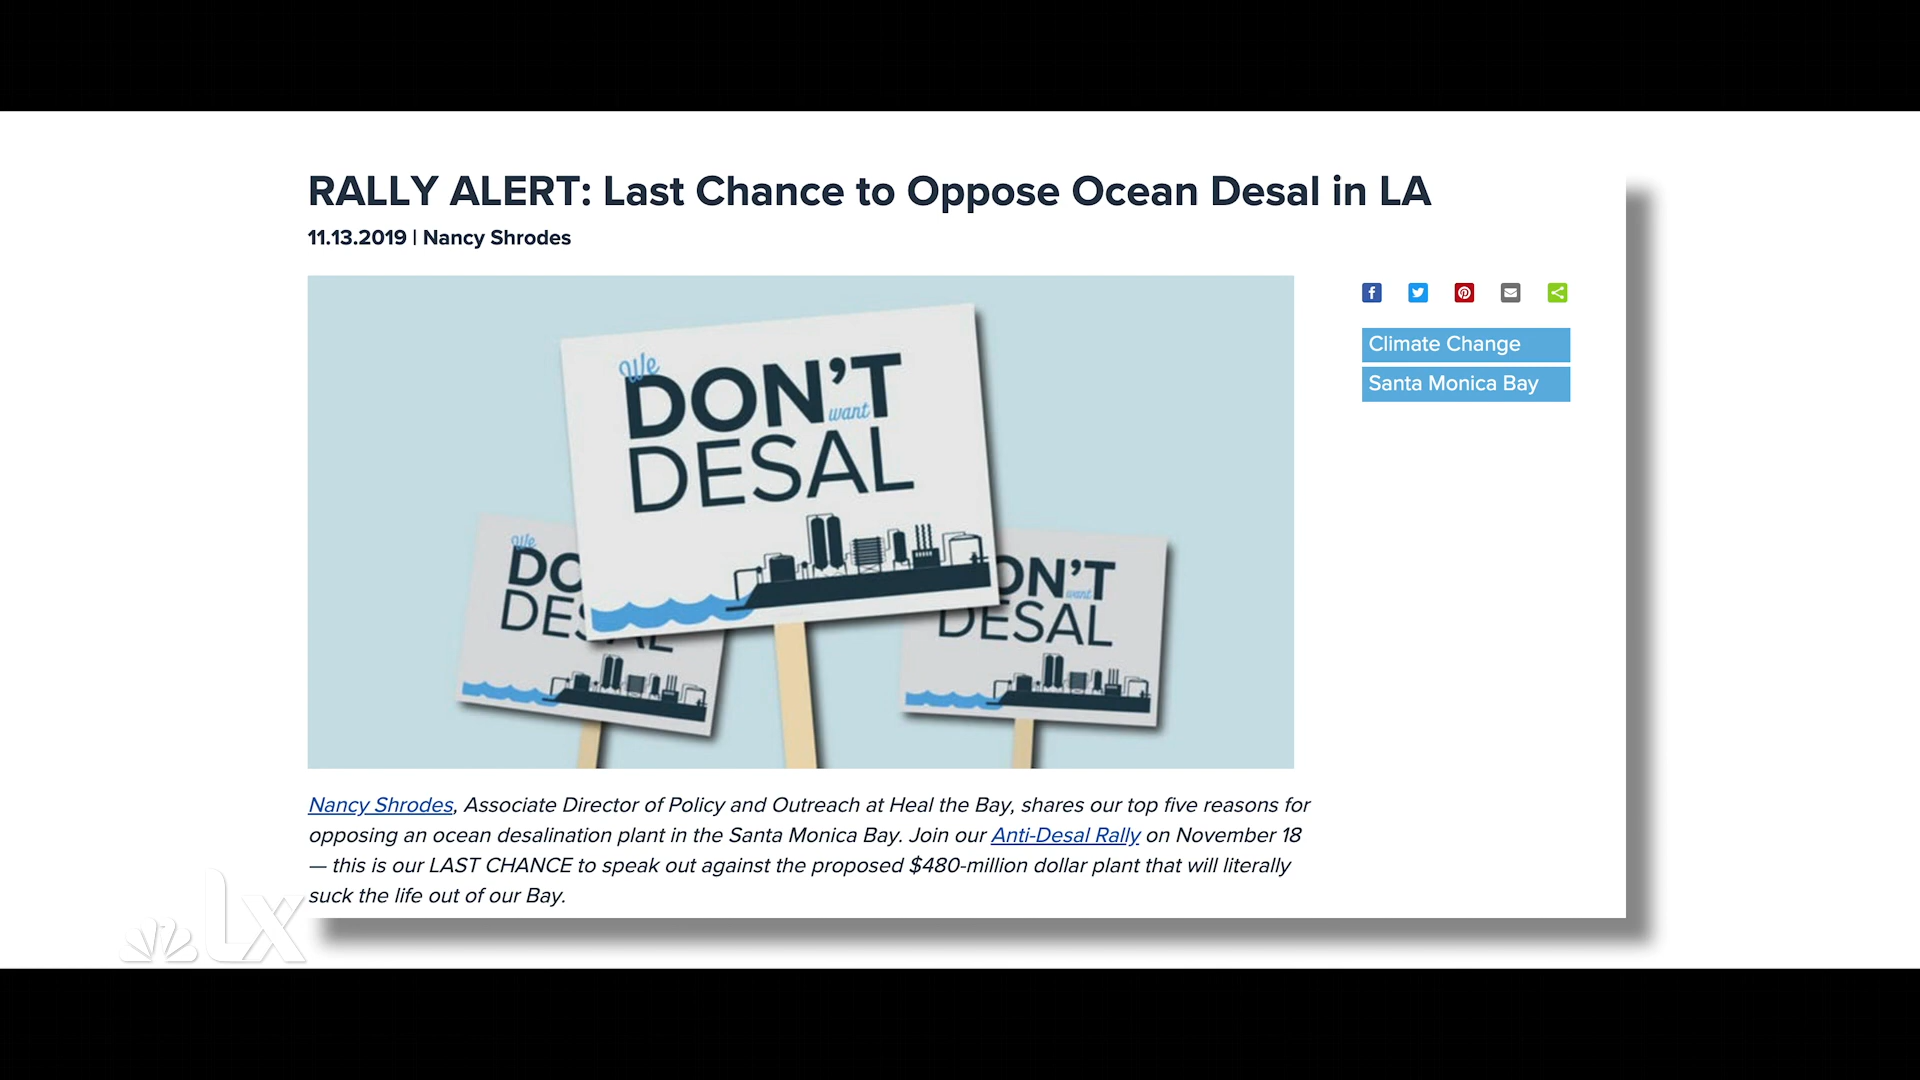 RALLY ALERT: Last Chance to Oppose Ocean Desal in LA
11.13.2019 | Nancy Shrodes
We
DON'T
want
DESAL
We
DO
DES AL
ON'T
want
DESAL
Climate Change
Santa Monica Bay
Nancy Shrodes, Associate Director of Policy and Outreach at Heal the Bay, shares our top five reasons for
opposing an ocean desalination plant in the Santa Monica Bay. Join our Anti-Desal Rally on November 18
— this is our LAST CHANCE to speak out against the proposed $480-million dollar plant that will literally
suck the life out of our Bay.
LX